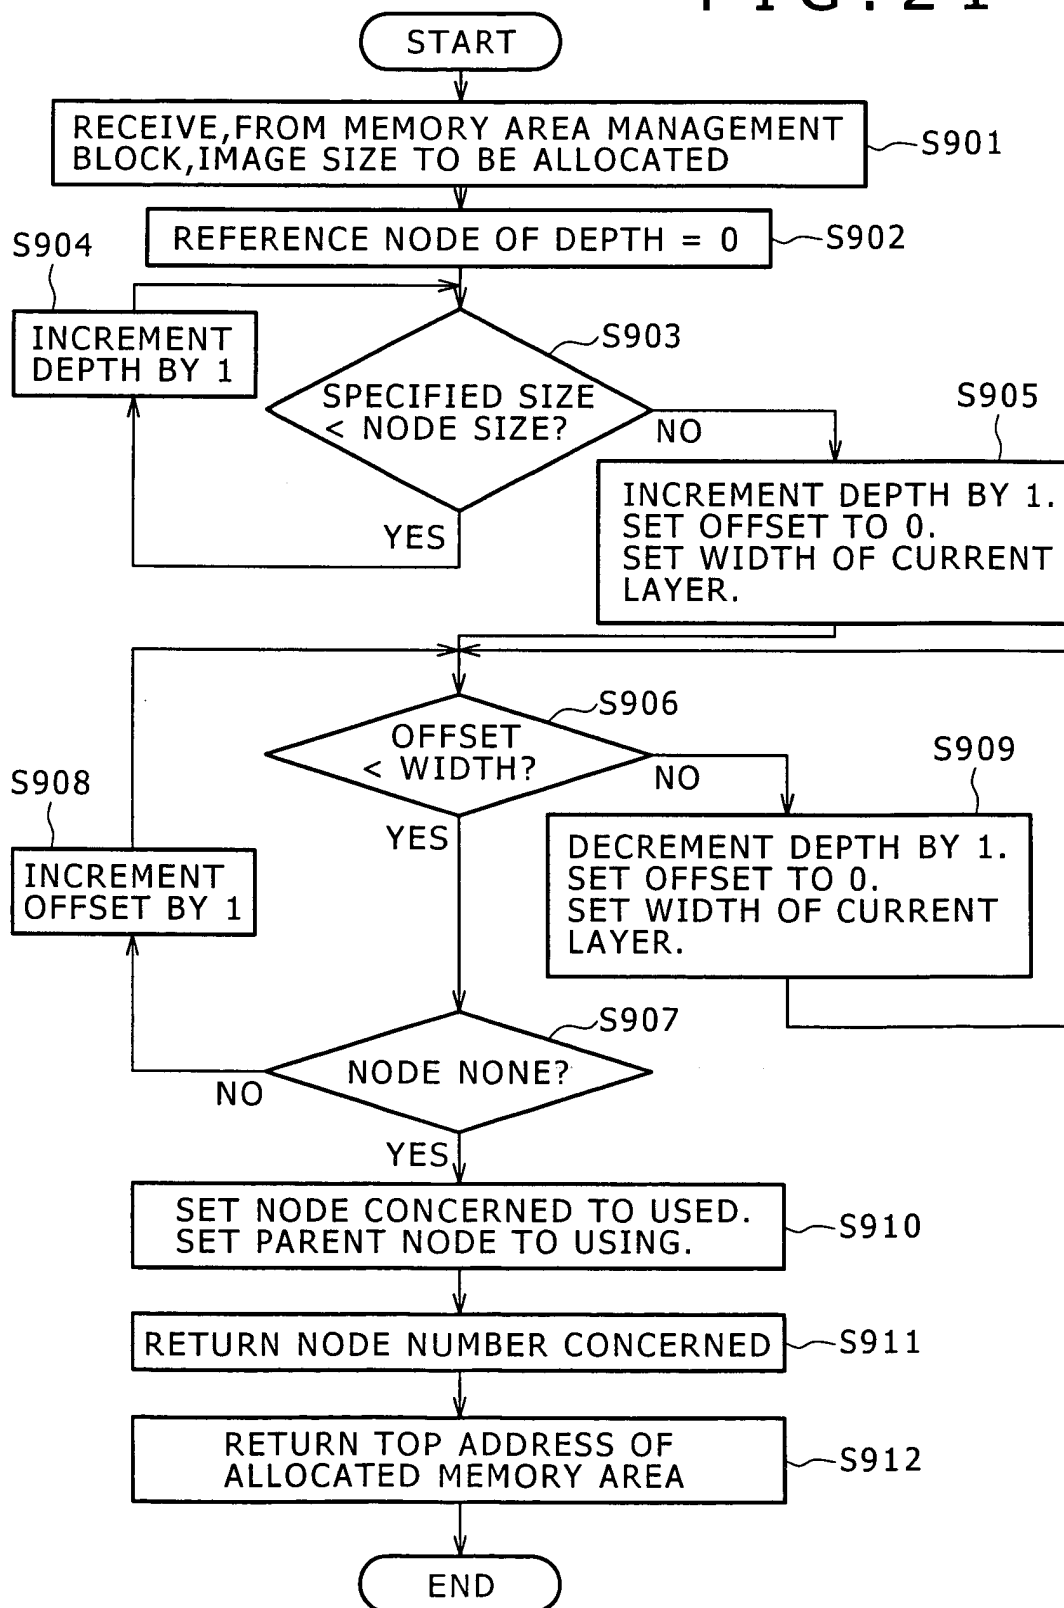 START
RECEIVE,FROM MEMORY AREA MANAGEMENT
BLOCK,IMAGE SIZE TO BE ALLOCATED
S901
REFERENCE NODE OF DEPTH = 0
S902
S904
INCREMENT
DEPTH BY 1
S903
SPECIFIED SIZE
< NODE SIZE?
NO
YES
S905
INCREMENT DEPTH BY 1.
SET OFFSET TO 0.
SET WIDTH OF CURRENT
LAYER.
S906
OFFSET
< WIDTH?
NO
YES
S908
INCREMENT
OFFSET BY 1
S909
DECREMENT DEPTH BY 1.
SET OFFSET TO 0.
SET WIDTH OF CURRENT
LAYER.
S907
NODE NONE?
NO
YES
SET NODE CONCERNED TO USED.
SET PARENT NODE TO USING.
S910
RETURN NODE NUMBER CONCERNED
S911
RETURN TOP ADDRESS OF
ALLOCATED MEMORY AREA
S912
END